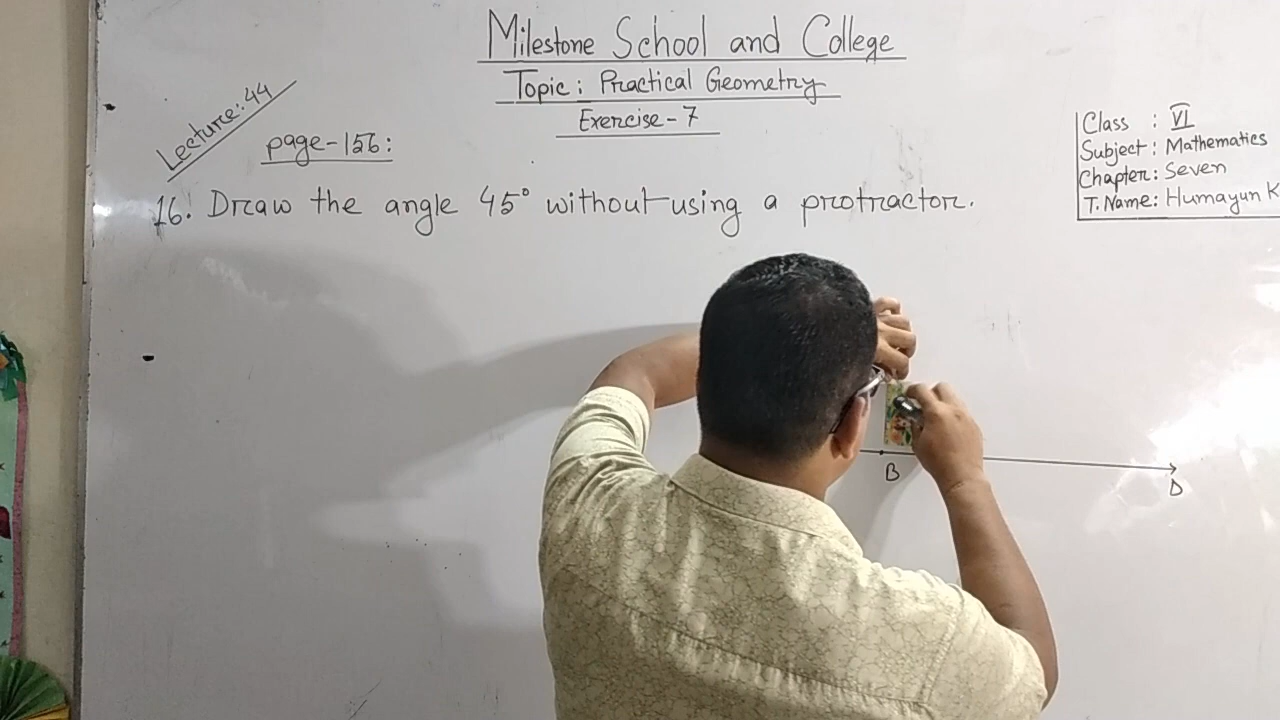 Milestone School and College
Topic: Practical Geometry
Exercise-7
Lecture:44
page-156:
Class : VI
Subject: Mathematics
Chapter: Seven
T. Name: Humayun K
16. Draw the angle 45° without using a protractor.
B
D